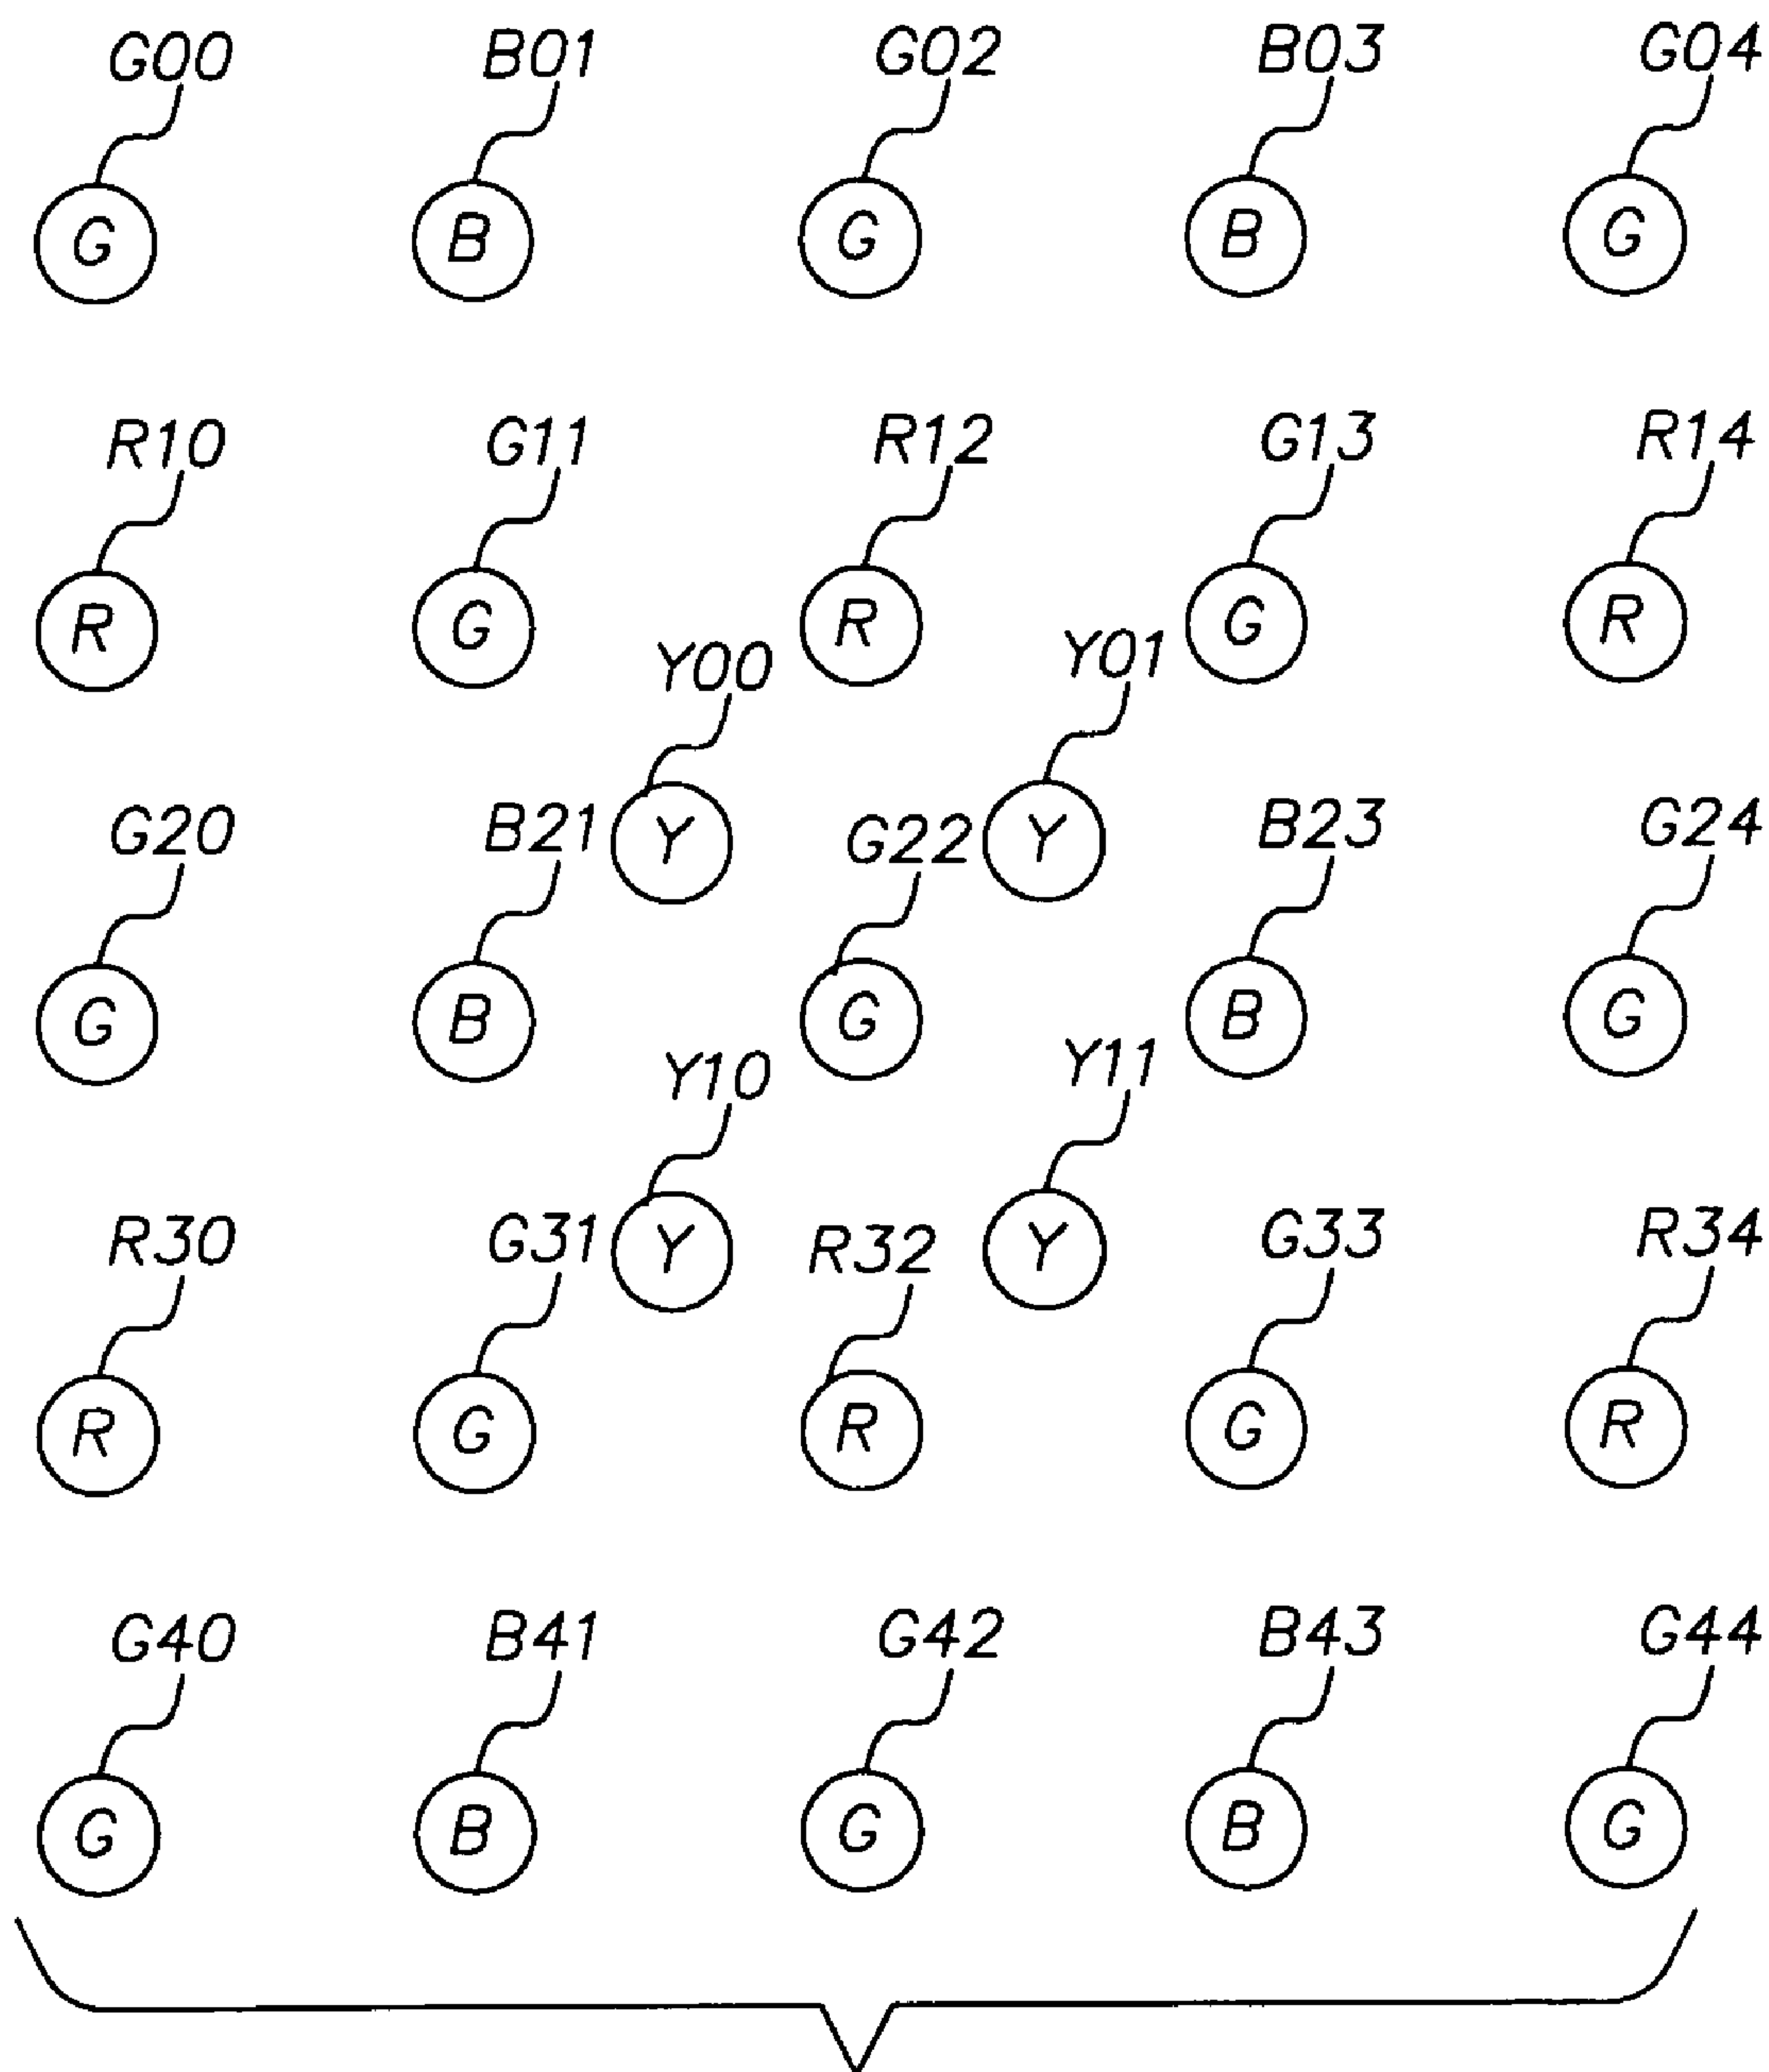 G00 B01 G02 B03 G04
G B G B G
R10 G11 R12 G13 R14
R G R G R
Y00 Y01
G20 B21 Y G22 Y B23 G24
G B G B G
Y10 Y11
R30 G31 Y R32 Y G33 R34
R G R G R
G40 B41 G42 B43 G44
G B G B G